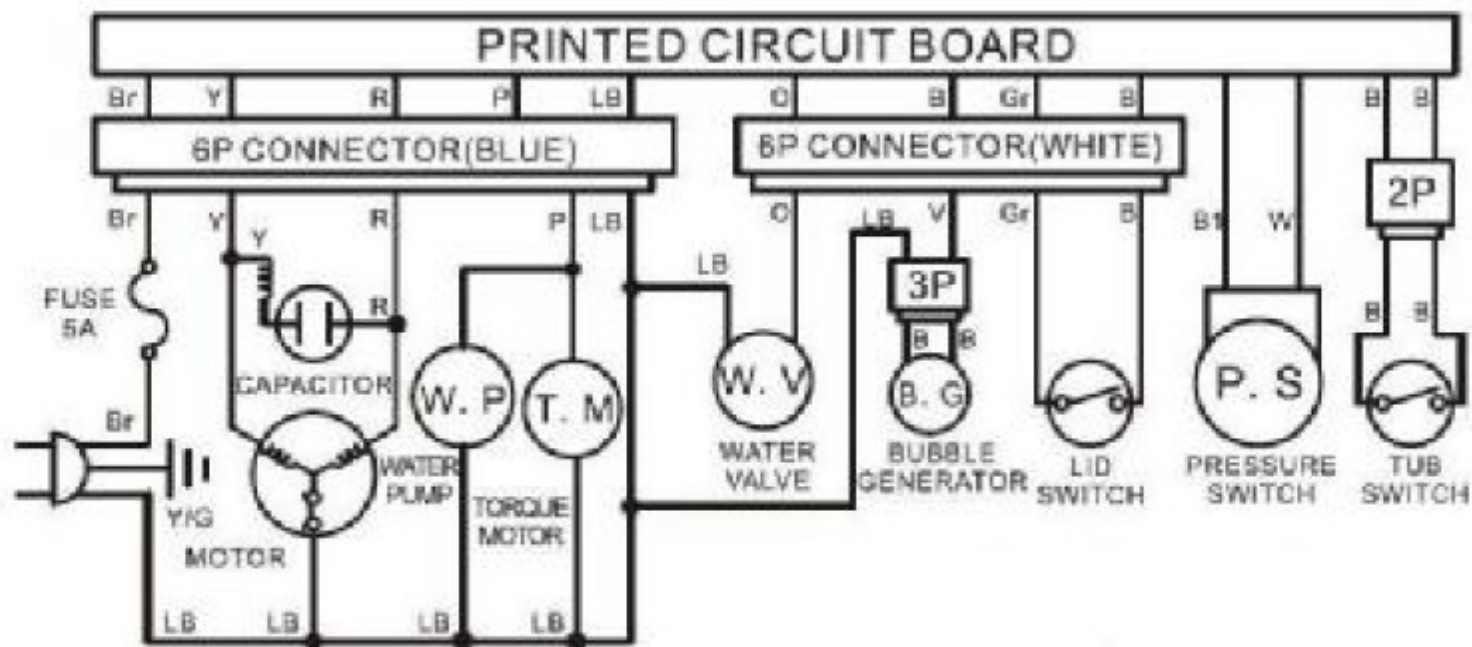 PRINTED CIRCUIT BOARD
Br Y R P LB O B Gr B B B
6P CONNECTOR(BLUE) 6P CONNECTOR(WHITE)
2P
Br Y R P LB O LB V Gr B B1 W
Y
LB
3P
FUSE
5A
R
B B
B B
CAPACITOR
W. P
T. M
W. V
B. G
P. S
Br
WATER
VALVE
BUBBLE
GENERATOR
LID
SWITCH
PRESSURE
SWITCH
TUB
SWITCH
WATER
PUMP
Y/G
TORQUE
MOTOR
MOTOR
LB LB LB LB